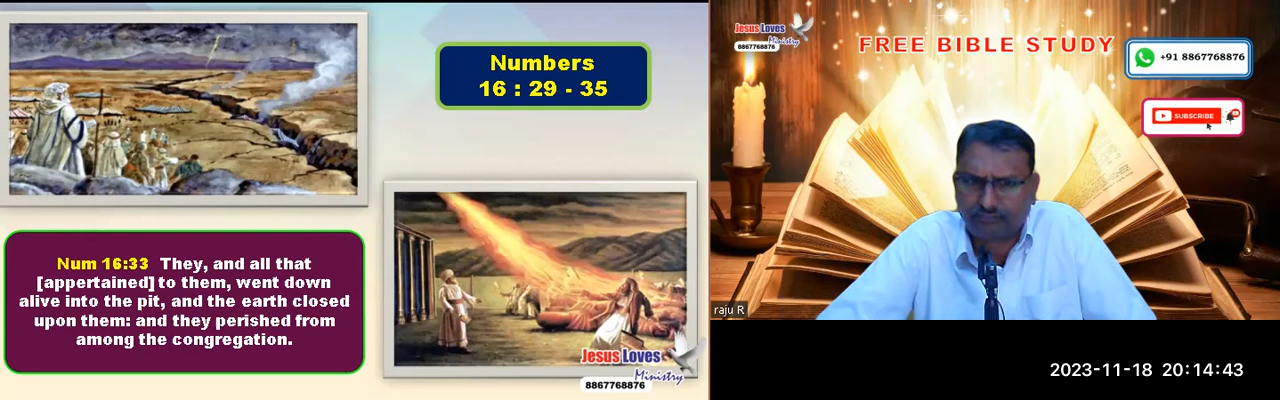 Numbers
16 : 29 - 35
Num 16:33 They, and all that
[appertained] to them, went down
alive into the pit, and the earth closed
upon them: and they perished from
among the congregation.
Jesus Loves
Ministry
8867768876
Jesus Loves
Ministry
8867768876
FREE BIBLE STUDY
+91 8867768876
SUBSCRIBE
raju R
2023-11-18 20:14:43